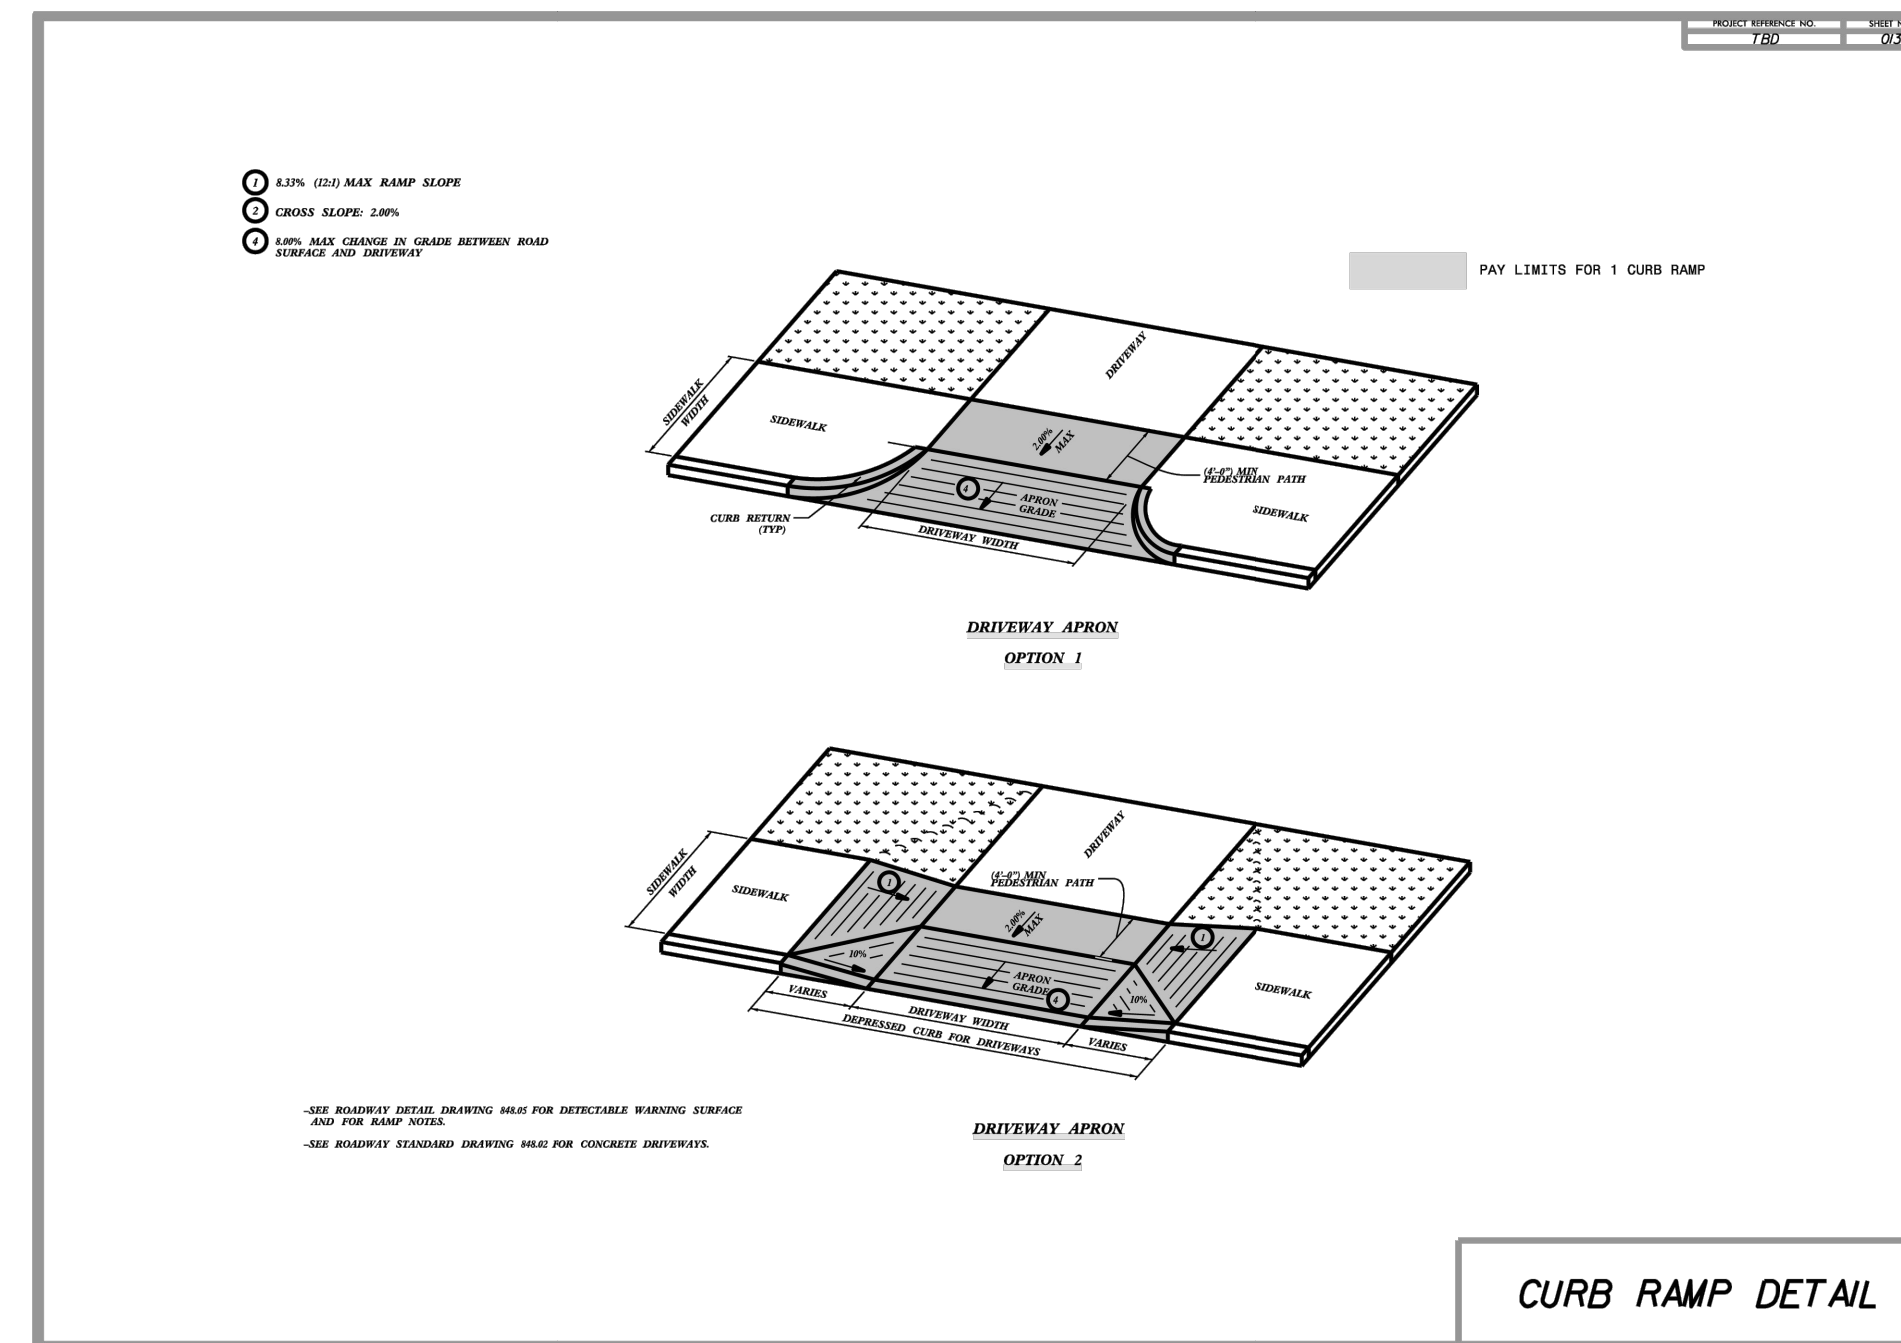 PROJECT REFERENCE NO.
SHEET N
TBD
013
1 8.33% (12:1) MAX RAMP SLOPE
2 CROSS SLOPE: 2.00%
4 8.00% MAX CHANGE IN GRADE BETWEEN ROAD
SURFACE AND DRIVEWAY
PAY LIMITS FOR 1 CURB RAMP
DRIVEWAY
SIDEWALK
WIDTH
SIDEWALK
2.00%
MAX
(4'-0") MIN
PEDESTRIAN PATH
4
APRON
GRADE
SIDEWALK
CURB RETURN
(TYP)
DRIVEWAY WIDTH
DRIVEWAY APRON
OPTION 1
DRIVEWAY
SIDEWALK
WIDTH
SIDEWALK
1
(4'-0") MIN
PEDESTRIAN PATH
2.00%
MAX
1
10%
APRON
GRADE
4
10%
SIDEWALK
VARIES
DRIVEWAY WIDTH
DEPRESSED CURB FOR DRIVEWAYS
VARIES
-SEE ROADWAY DETAIL DRAWING 848.05 FOR DETECTABLE WARNING SURFACE
AND FOR RAMP NOTES.
-SEE ROADWAY STANDARD DRAWING 848.02 FOR CONCRETE DRIVEWAYS.
DRIVEWAY APRON
OPTION 2
CURB RAMP DETAIL